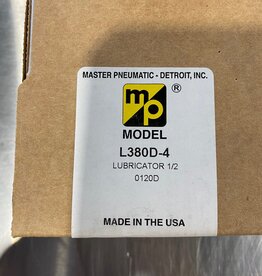 MASTER PNEUMATIC - DETROIT, INC.
mp ®
MODEL
L380D-4
LUBRICATOR 1/2
0120D
MADE IN THE USA